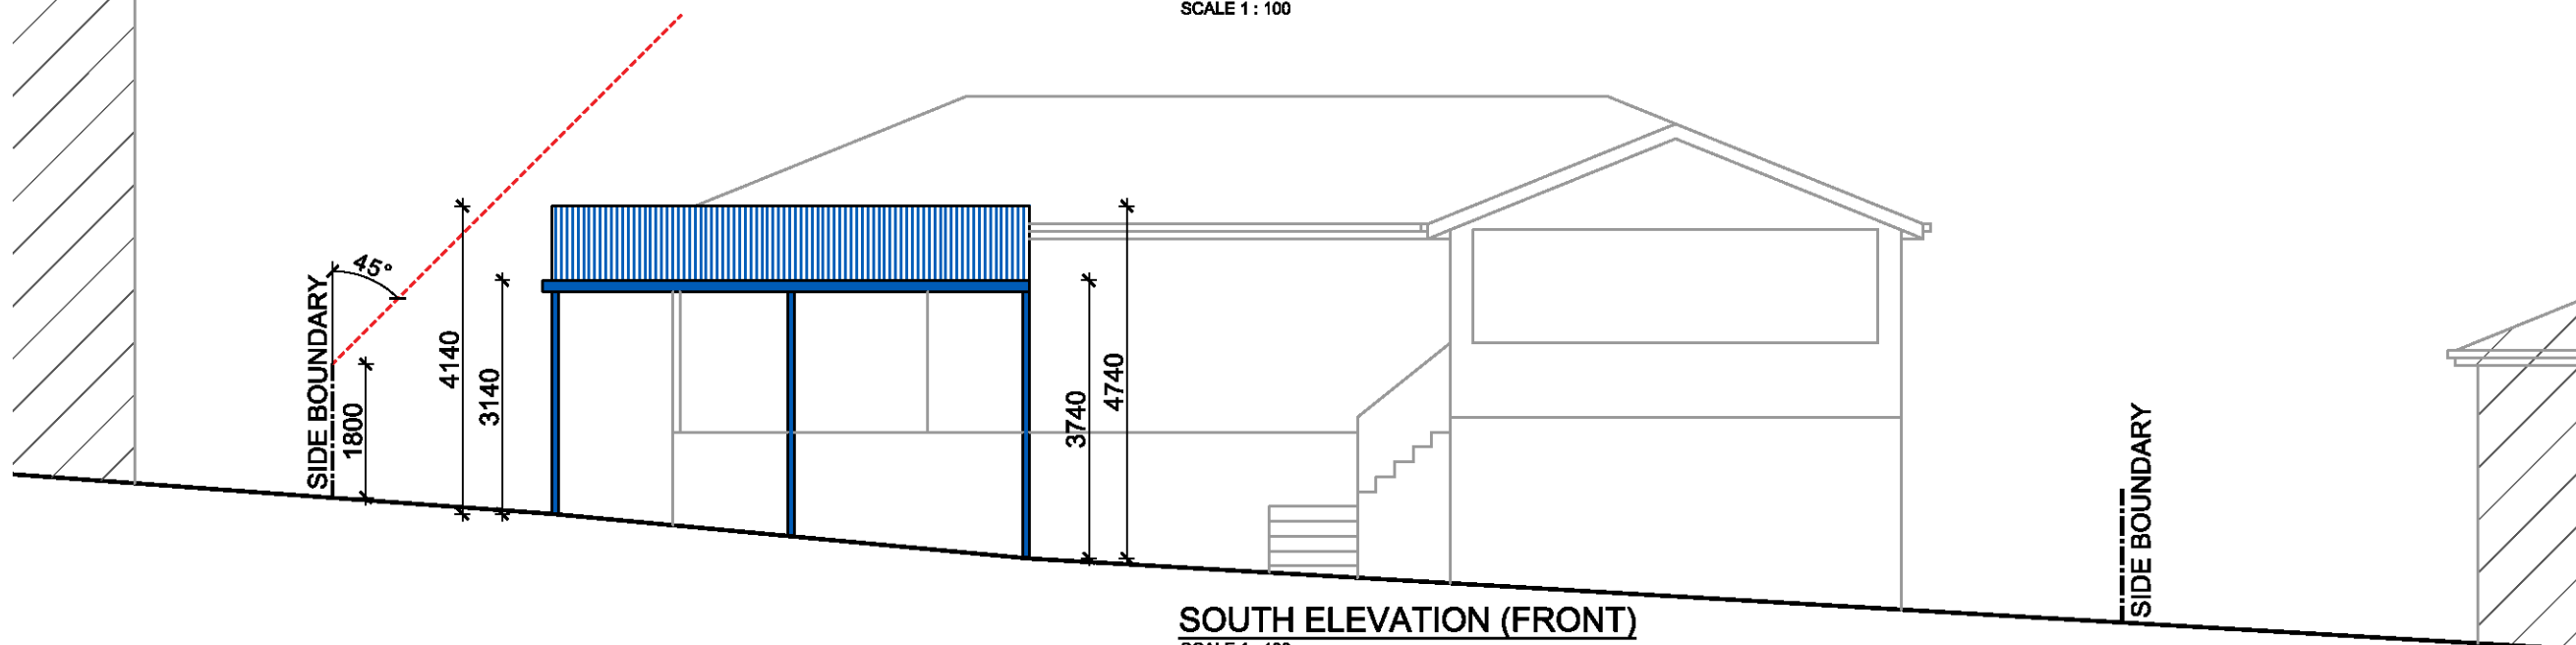 SCALE 1 : 100
45°
SIDE BOUNDARY
1800
4140
3140
3740
4740
SIDE BOUNDARY
SOUTH ELEVATION (FRONT)